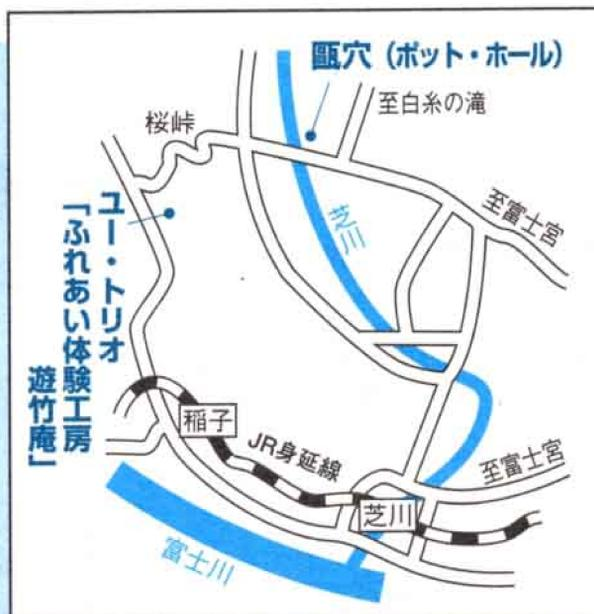 甌穴（ポット・ホール）
至白糸の滝
桜峠
至富士宮
芝川
ユー・トリオ
「ふれあい体験工房
遊竹庵」
稲子
JR身延線
至富士宮
芝川
富士川